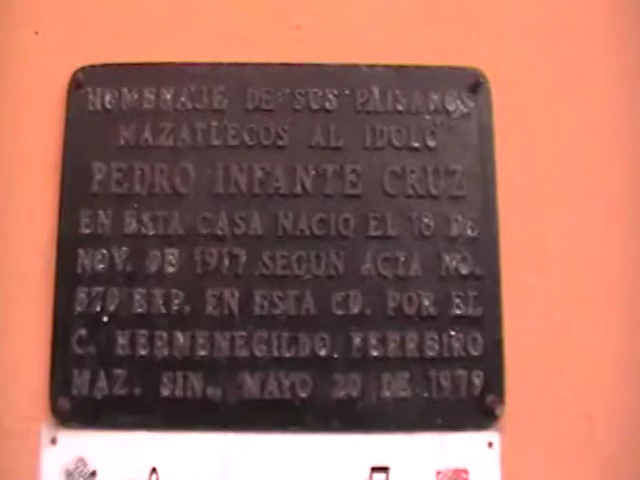 HOMENAJE DE SUS PAISANOS
MAZATLECOS AL IDOLO
PEDRO INFANTE CRUZ
EN ESTA CASA NACIO EL 18 DE
NOV. DE 1917 SEGUN ACTA NO.
EXP. EN ESTA CD. POR EL
C. HERMENEGILDO FERREIRO
MAZ. SIN., MAYO 20 DE 1979